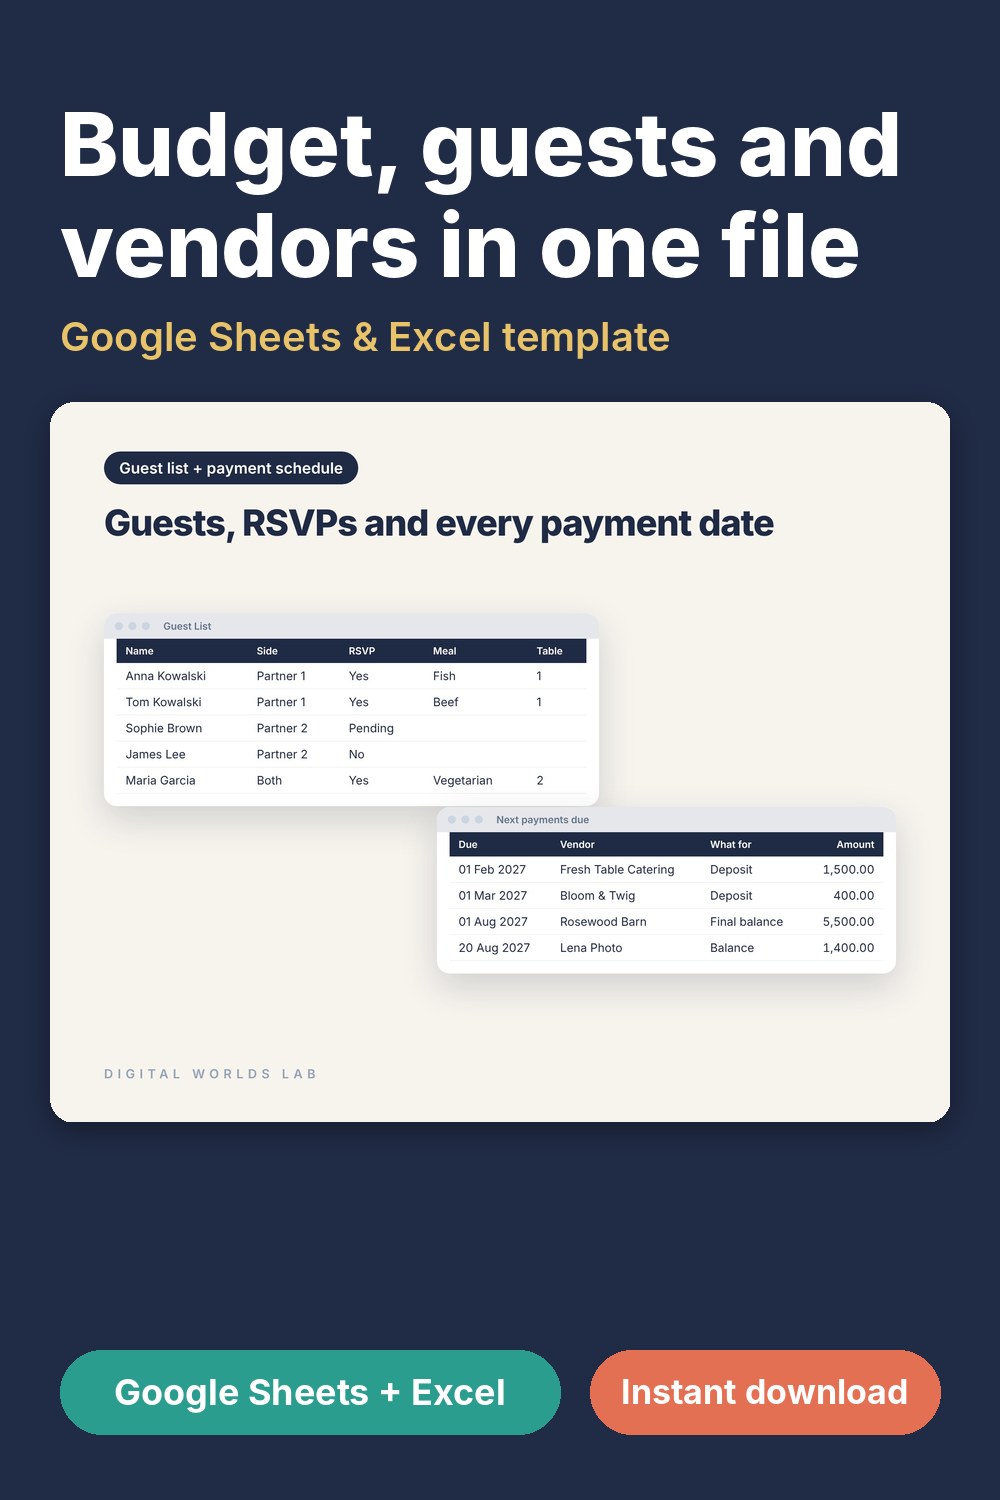 Budget, guests and
vendors in one file
Google Sheets & Excel template
Guest list + payment schedule
Guests, RSVPs and every payment date
Guest List
Name Side RSVP Meal Table
Anna Kowalski Partner 1 Yes Fish 1
Tom Kowalski Partner 1 Yes Beef 1
Sophie Brown Partner 2 Pending
James Lee Partner 2 No
Maria Garcia Both Yes Vegetarian 2
Next payments due
Due Vendor What for Amount
01 Feb 2027 Fresh Table Catering Deposit 1,500.00
01 Mar 2027 Bloom & Twig Deposit 400.00
01 Aug 2027 Rosewood Barn Final balance 5,500.00
20 Aug 2027 Lena Photo Balance 1,400.00
DIGITAL WORLDS LAB
Google Sheets + Excel
Instant download